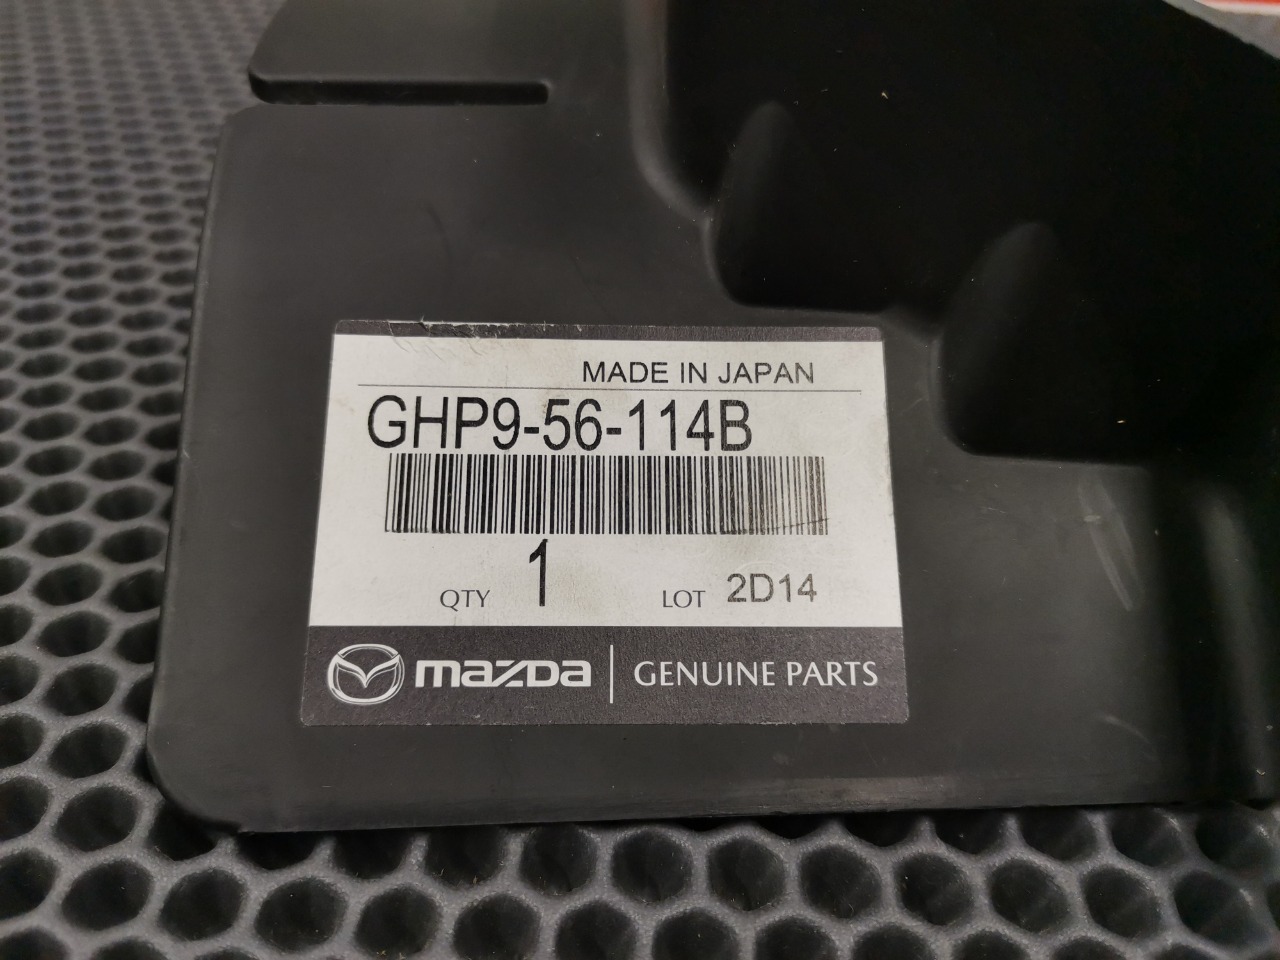 MADE IN JAPAN
GHP9-56-114B
QTY 1 LOT 2D14
mazda GENUINE PARTS